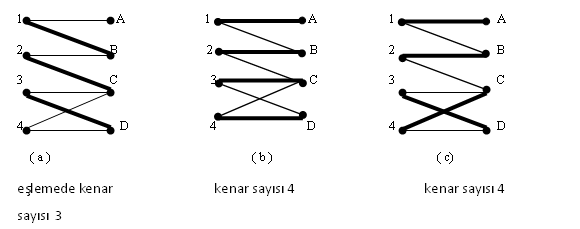 1 A 1 A 1 A
2 B 2 B 2 B
3 C 3 C 3 C
4 D 4 D 4 D
( a ) ( b ) ( c )
eşlemede kenar kenar sayısı 4 kenar sayısı 4
sayısı 3